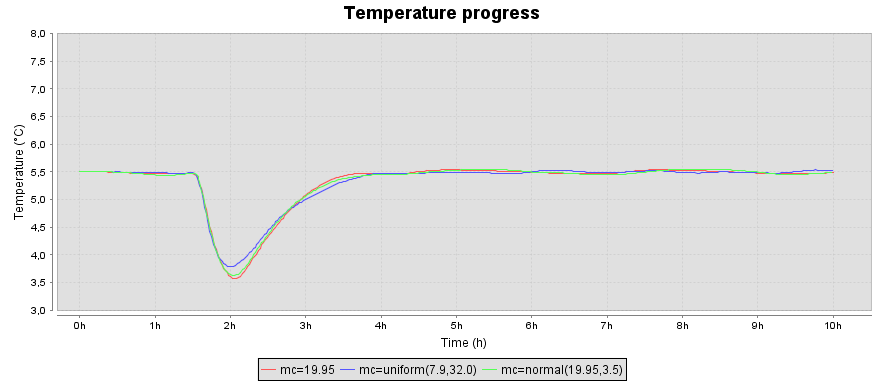 Temperature progress
8,0
7,5
7,0
6,5
6,0
5,5
5,0
4,5
4,0
3,5
3,0
Temperature (°C)
0h 1h 2h 3h 4h 5h 6h 7h 8h 9h 10h
Time (h)
mc=19.95 mc=uniform(7.9,32.0) mc=normal(19.95,3.5)